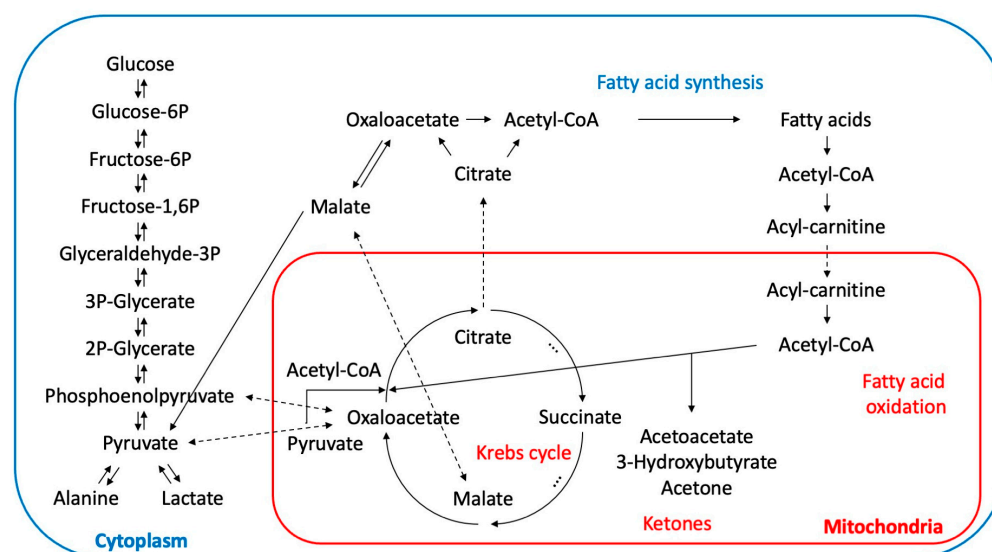 Glucose
Glucose-6P
Fructose-6P
Fructose-1,6P
Glyceraldehyde-3P
3P-Glycerate
2P-Glycerate
Phosphoenolpyruvate
Pyruvate
Alanine
Lactate
Cytoplasm
Fatty acid synthesis
Oxaloacetate
Acetyl-CoA
Fatty acids
Citrate
Acetyl-CoA
Malate
Acyl-carnitine
Acyl-carnitine
Citrate
Acetyl-CoA
Acetyl-CoA
Fatty acid
oxidation
Oxaloacetate
Succinate
Pyruvate
Krebs cycle
Acetoacetate
3-Hydroxybutyrate
Acetone
Malate
Ketones
Mitochondria